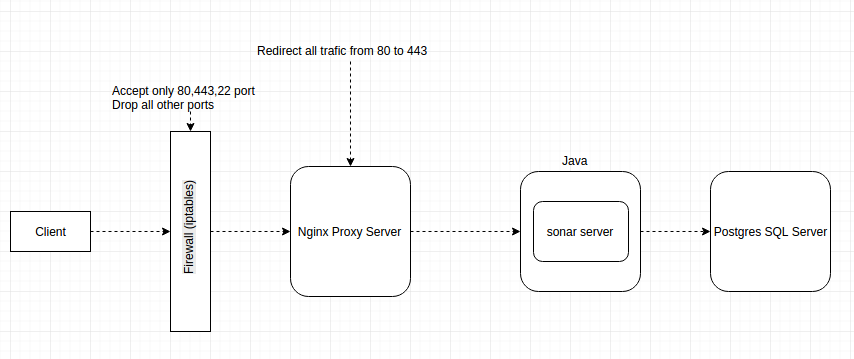 Redirect all trafic from 80 to 443
Accept only 80,443,22 port
Drop all other ports
Java
Client
Firewall (iptables)
Nginx Proxy Server
sonar server
Postgres SQL Server